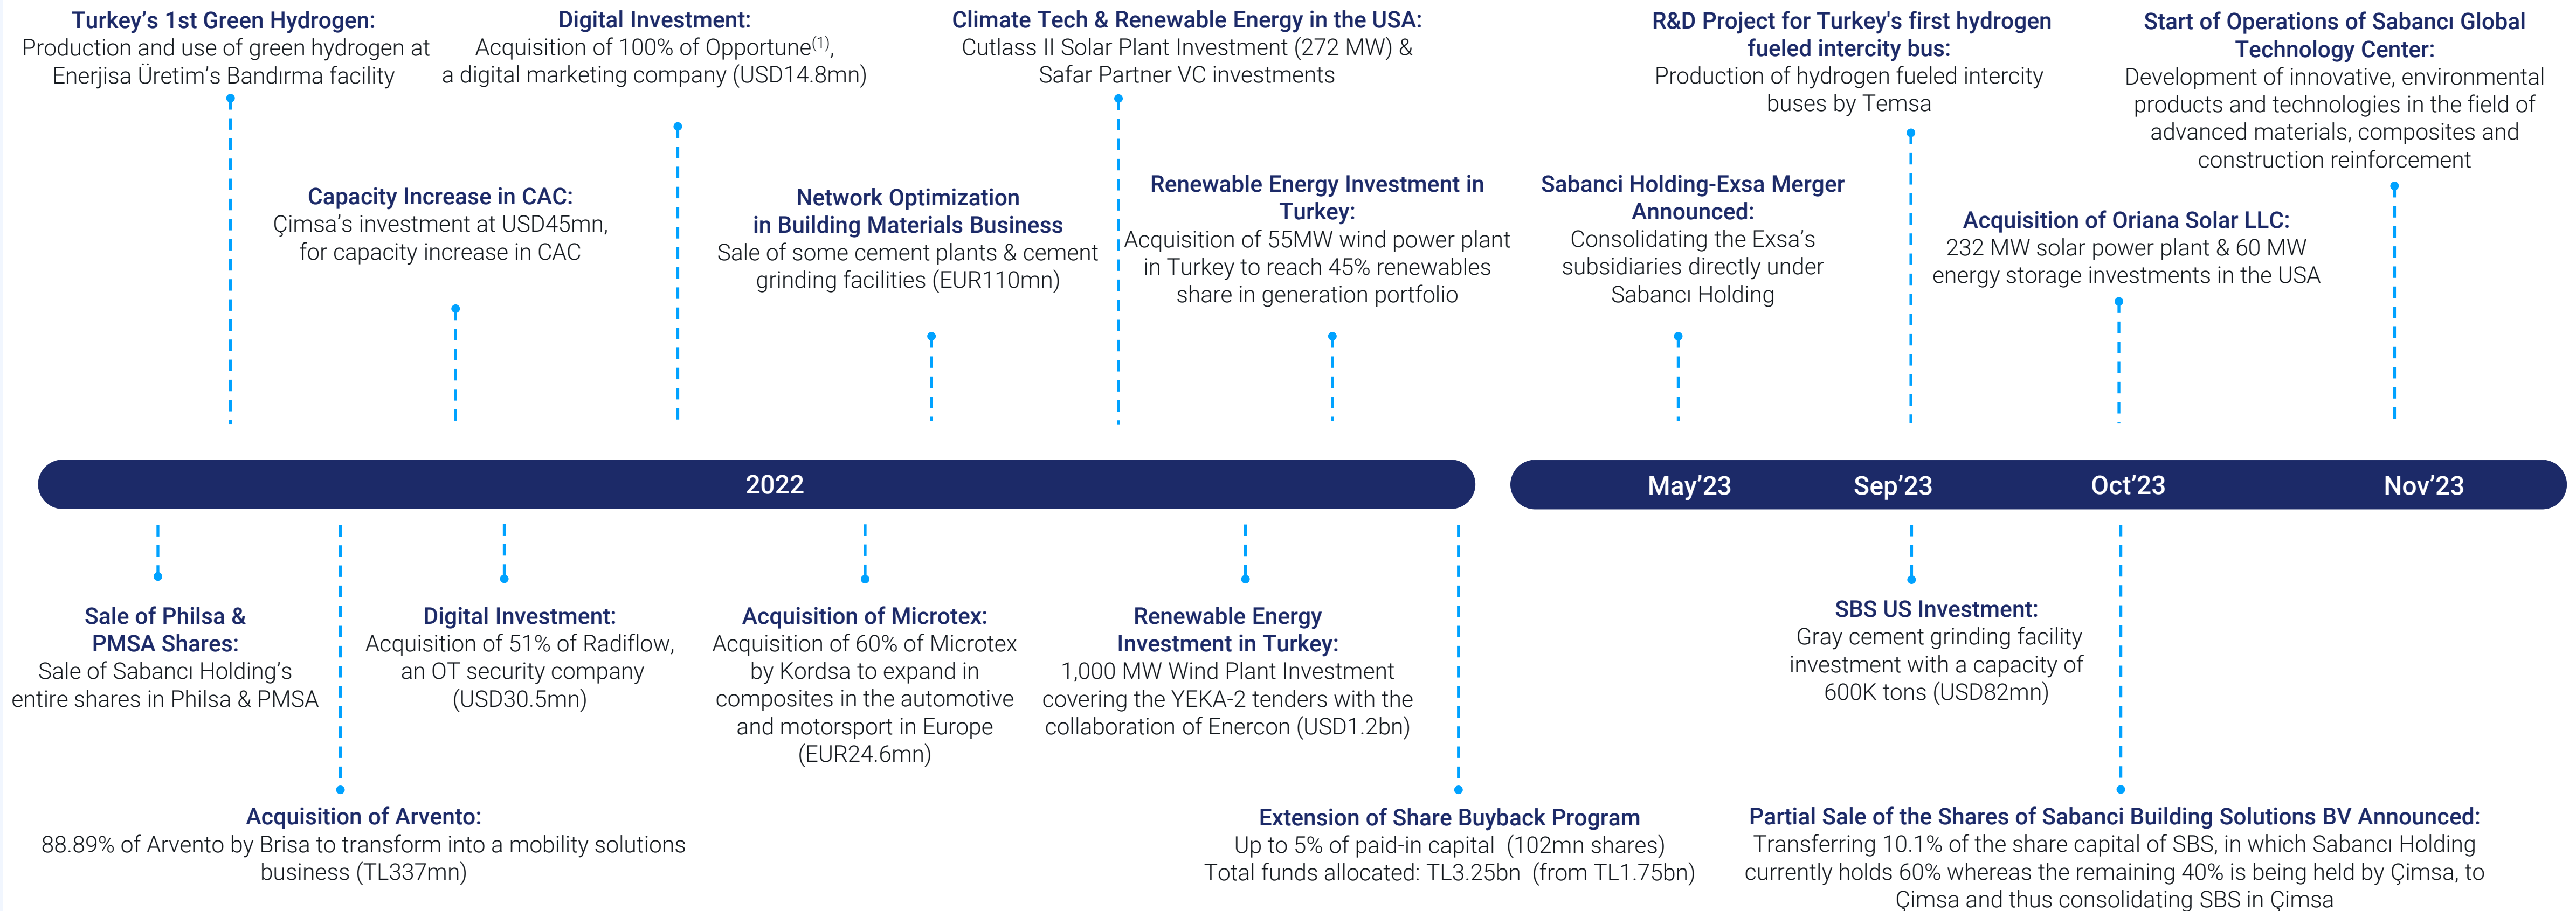 Turkey's 1st Green Hydrogen:
Production and use of green hydrogen at
Enerjisa Üretim's Bandırma facility
Digital Investment:
Acquisition of 100% of Opportune(1),
a digital marketing company (USD14.8mn)
Climate Tech & Renewable Energy in the USA:
Cutlass II Solar Plant Investment (272 MW) &
Safar Partner VC investments
R&D Project for Turkey's first hydrogen
fueled intercity bus:
Production of hydrogen fueled intercity
buses by Temsa
Start of Operations of Sabancı Global
Technology Center:
Development of innovative, environmental
products and technologies in the field of
advanced materials, composites and
construction reinforcement
Capacity Increase in CAC:
Çimsa's investment at USD45mn,
for capacity increase in CAC
Network Optimization
in Building Materials Business
Sale of some cement plants & cement
grinding facilities (EUR110mn)
Renewable Energy Investment in
Turkey:
Acquisition of 55MW wind power plant
in Turkey to reach 45% renewables
share in generation portfolio
Sabanci Holding-Exsa Merger
Announced:
Consolidating the Exsa's
subsidiaries directly under
Sabancı Holding
Acquisition of Oriana Solar LLC:
232 MW solar power plant & 60 MW
energy storage investments in the USA
2022
May'23
Sep'23
Oct'23
Nov'23
Sale of Philsa &
PMSA Shares:
Sale of Sabancı Holding's
entire shares in Philsa & PMSA
Digital Investment:
Acquisition of 51% of Radiflow,
an OT security company
(USD30.5mn)
Acquisition of Microtex:
Acquisition of 60% of Microtex
by Kordsa to expand in
composites in the automotive
and motorsport in Europe
(EUR24.6mn)
Renewable Energy
Investment in Turkey:
1,000 MW Wind Plant Investment
covering the YEKA-2 tenders with the
collaboration of Enercon (USD1.2bn)
SBS US Investment:
Gray cement grinding facility
investment with a capacity of
600K tons (USD82mn)
Acquisition of Arvento:
88.89% of Arvento by Brisa to transform into a mobility solutions
business (TL337mn)
Extension of Share Buyback Program
Up to 5% of paid-in capital (102mn shares)
Total funds allocated: TL3.25bn (from TL1.75bn)
Partial Sale of the Shares of Sabanci Building Solutions BV Announced:
Transferring 10.1% of the share capital of SBS, in which Sabancı Holding
currently holds 60% whereas the remaining 40% is being held by Çimsa, to
Çimsa and thus consolidating SBS in Çimsa